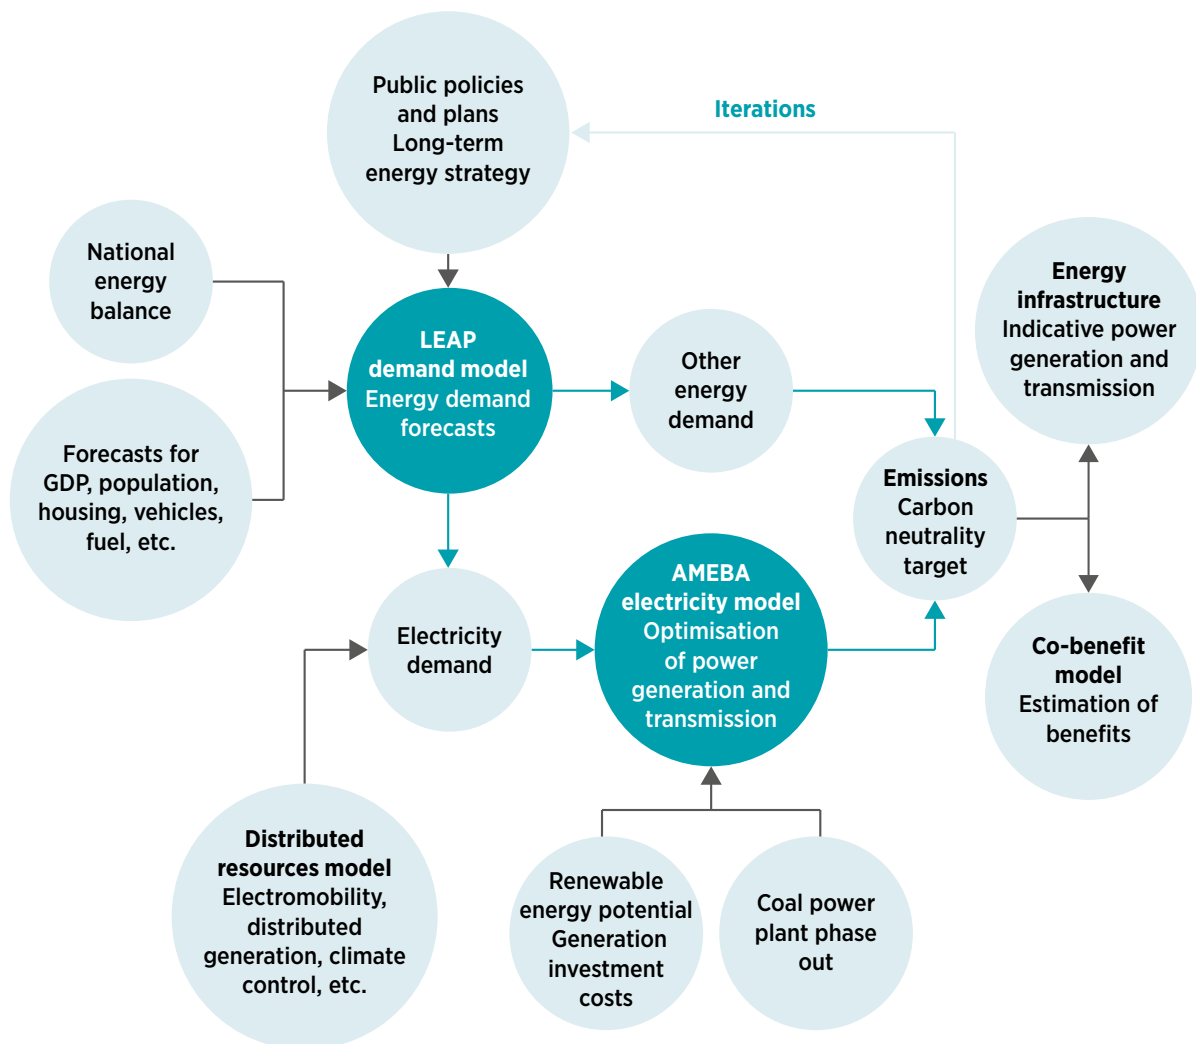 Public policies
and plans
Long-term
energy strategy
Iterations
National
energy
balance
Energy
infrastructure
Indicative power
generation and
transmission
LEAP
demand model
Energy demand
forecasts
Other
energy
demand
Forecasts for
GDP, population,
housing, vehicles,
fuel, etc.
Emissions
Carbon
neutrality
target
AMEBA
electricity model
Optimisation
of power
generation and
transmission
Electricity
demand
Co-benefit
model
Estimation of
benefits
Distributed
resources model
Electromobility,
distributed
generation, climate
control, etc.
Renewable
energy potential
Generation
investment
costs
Coal power
plant phase
out